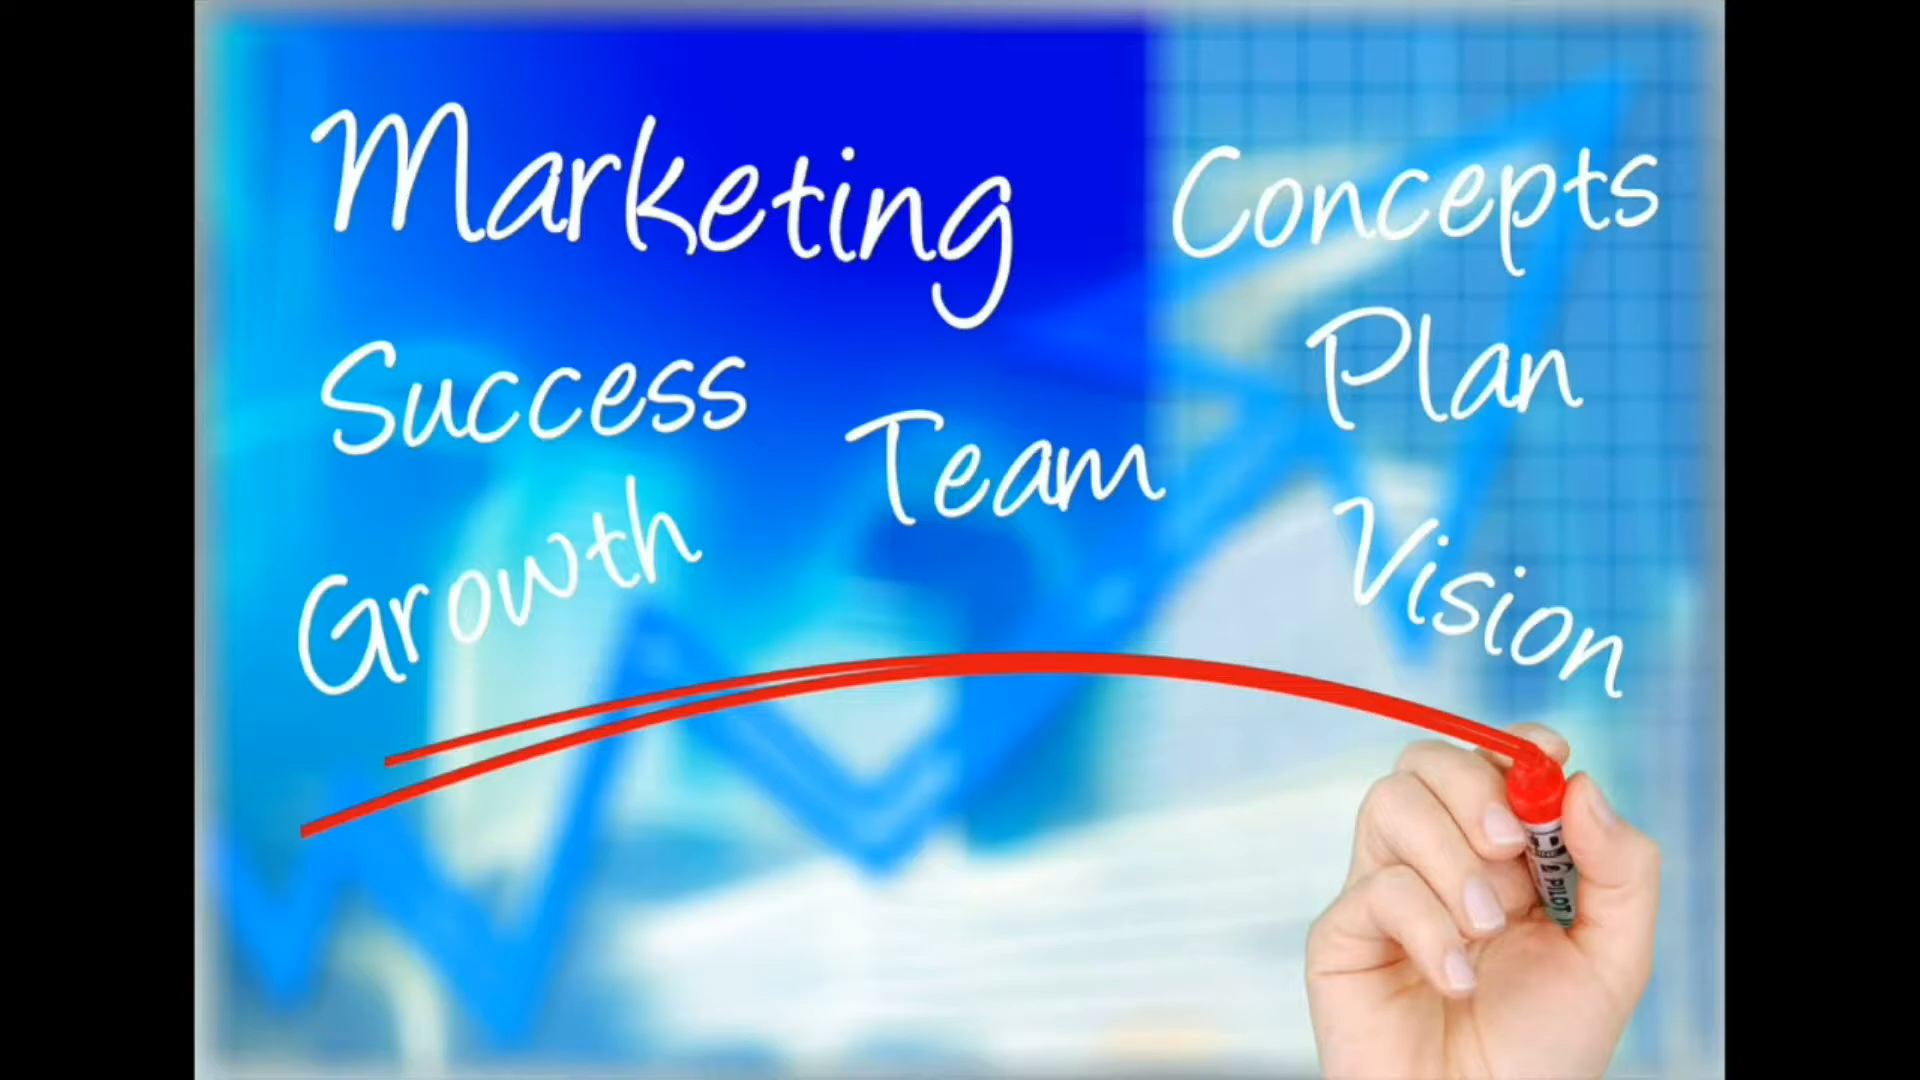 Marketing
Concepts
Success
Team
Plan
Growth
Vision
PILOT